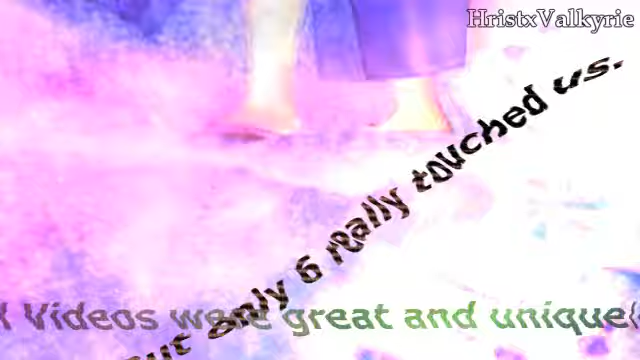 HristxValkyrie
Videos were great and unique
but only 6 really touched us.